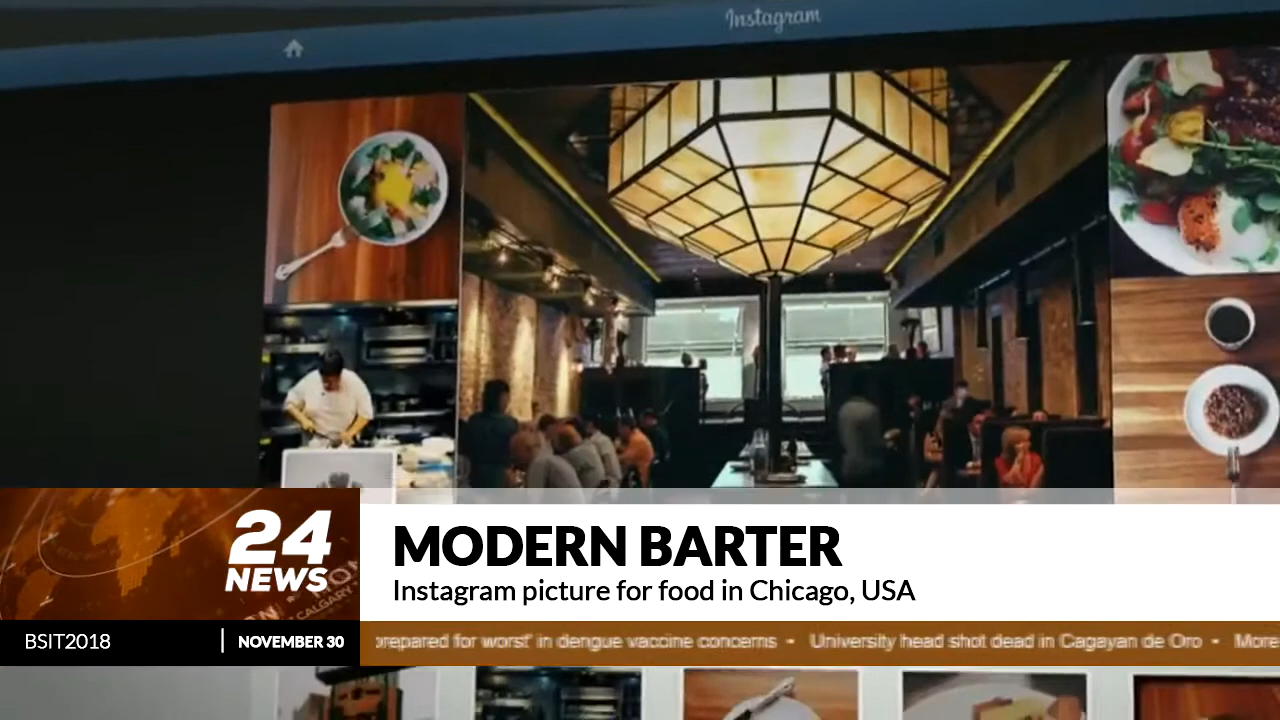 Instagram
24
NEWS
CALGARY
MODERN BARTER
Instagram picture for food in Chicago, USA
BSIT2018
NOVEMBER 30
prepared for worst' in dengue vaccine concerns - University head shot dead in Cagayan de Oro - More